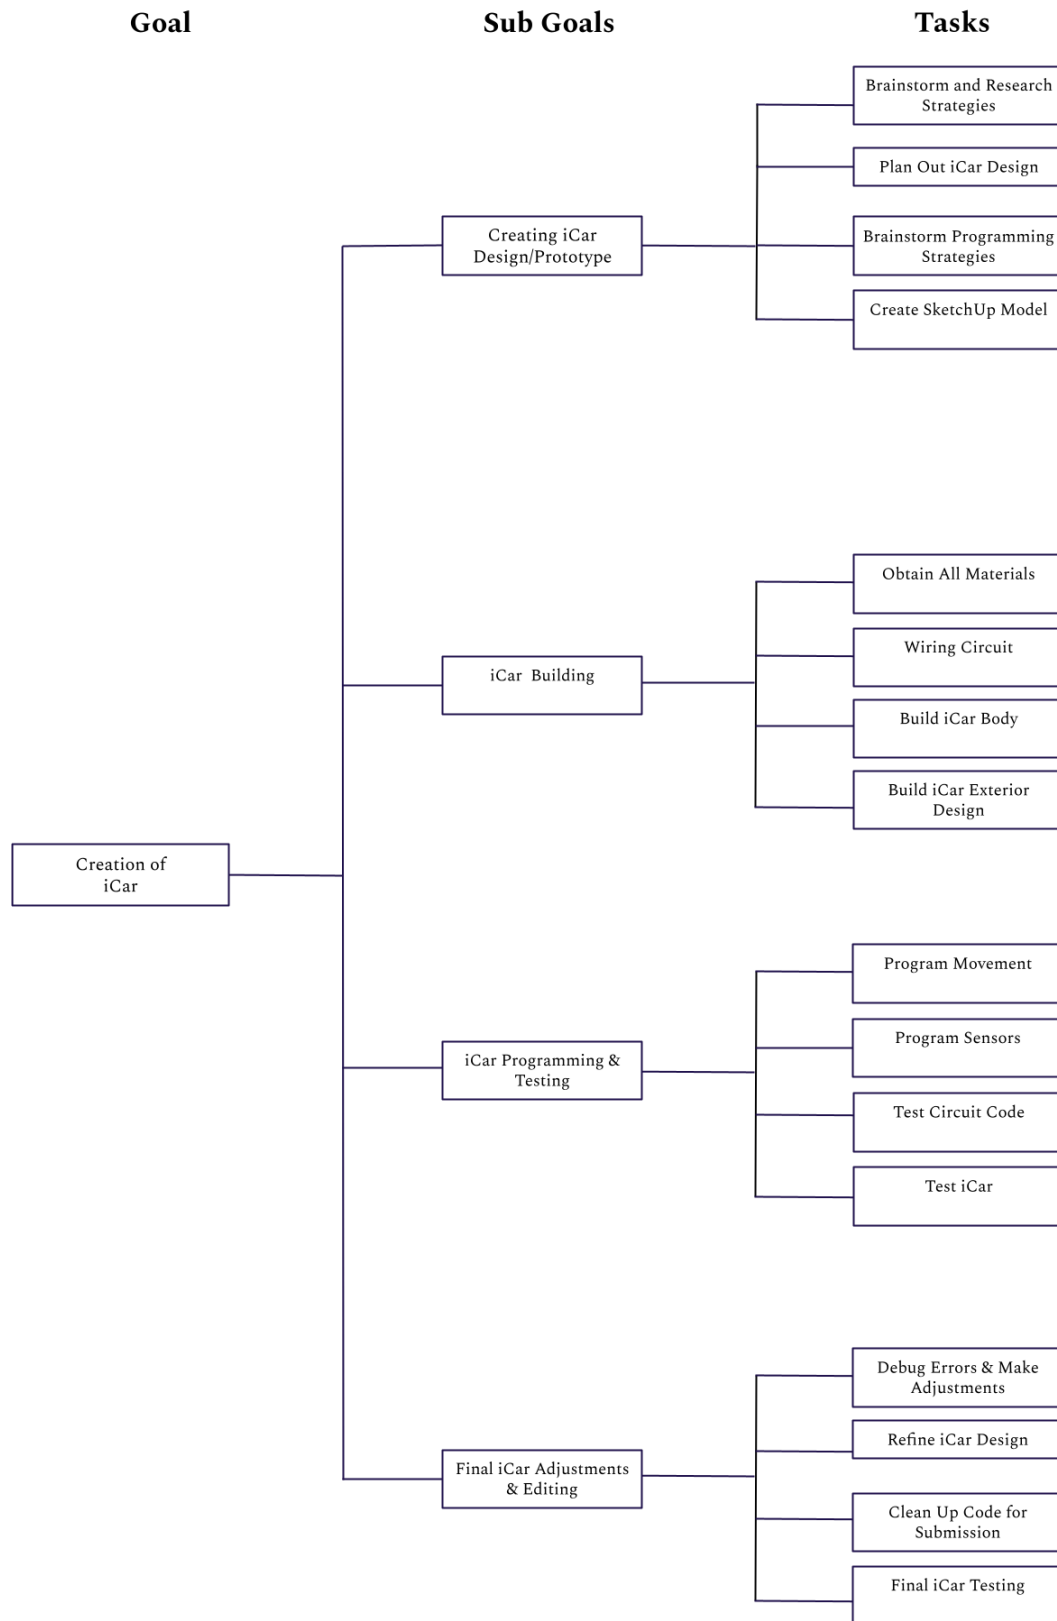 Goal
Sub Goals
Tasks
Brainstorm and Research
Strategies
Plan Out iCar Design
Creating iCar
Design/Prototype
Brainstorm Programming
Strategies
Create SketchUp Model
Obtain All Materials
Wiring Circuit
iCar  Building
Build iCar Body
Build iCar Exterior
Design
Creation of
iCar
Program Movement
Program Sensors
iCar Programming &
Testing
Test Circuit Code
Test iCar
Debug Errors & Make
Adjustments
Refine iCar Design
Final iCar Adjustments
& Editing
Clean Up Code for
Submission
Final iCar Testing